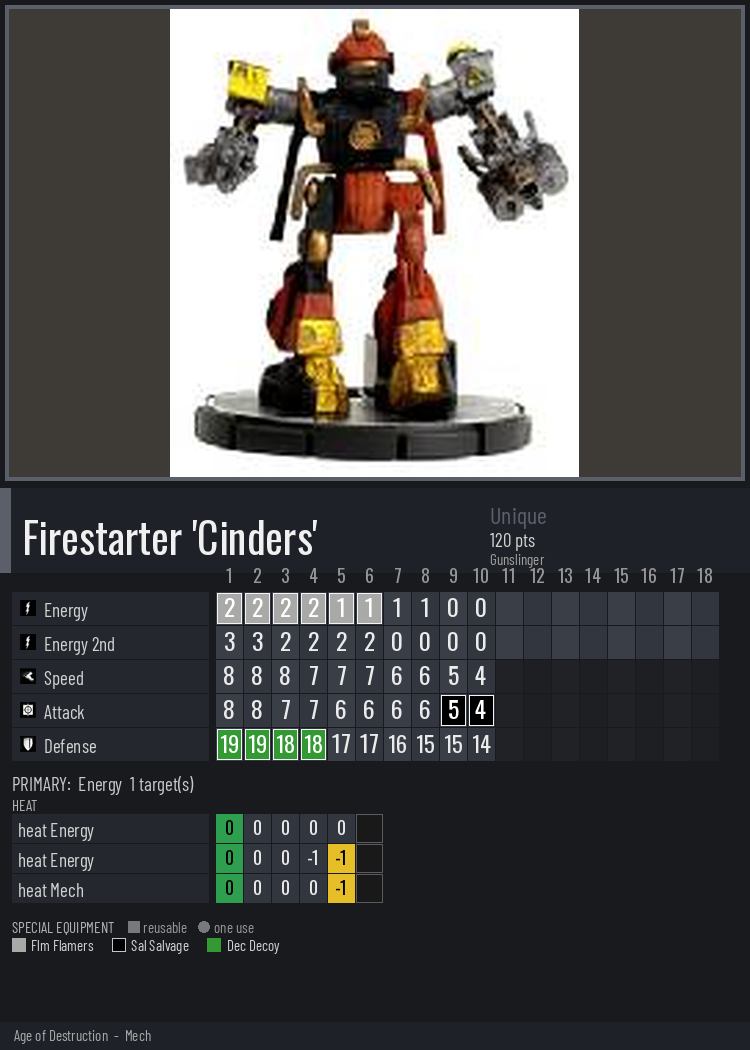 Firestarter 'Cinders'
Unique
120 pts
Gunslinger
1 2 3 4 5 6 7 8 9 10 11 12 13 14 15 16 17 18
Energy 2 2 2 2 1 1 1 1 0 0
Energy 2nd 3 3 2 2 2 2 0 0 0 0
Speed 8 8 8 7 7 7 6 6 5 4
Attack 8 8 7 7 6 6 6 6 5 4
Defense 19 19 18 18 17 17 16 15 15 14
PRIMARY: Energy 1 target(s)
HEAT
heat Energy 0 0 0 0 0
heat Energy 0 0 0 -1 -1
heat Mech 0 0 0 0 -1
SPECIAL EQUIPMENT reusable one use
Flm Flamers Sal Salvage Dec Decoy
Age of Destruction - Mech